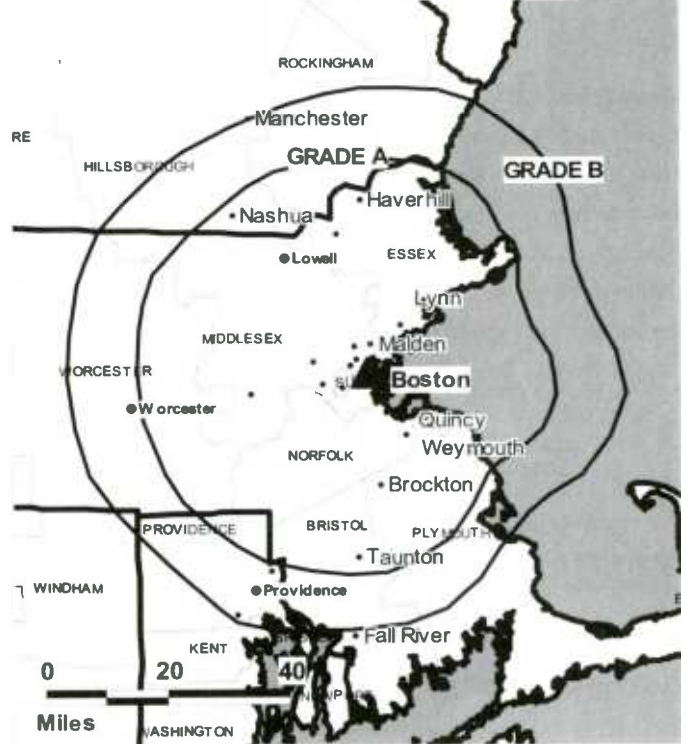 ROCKINGHAM
Manchester
RE
GRADE A
HILLSBOROUGH
GRADE B
Haverhill
Nashua
ESSEX
Lowell
Lynn
MIDDLESEX
Malden
WORCESTER
SU
Boston
Worcester
Quincy
Weymouth
NORFOLK
Brockton
BRISTOL
PROVIDENCE
PLYMOUTH
Taunton
WINDHAM
Providence
Fall River
KENT
0 20 40
Miles
WASHINGTON